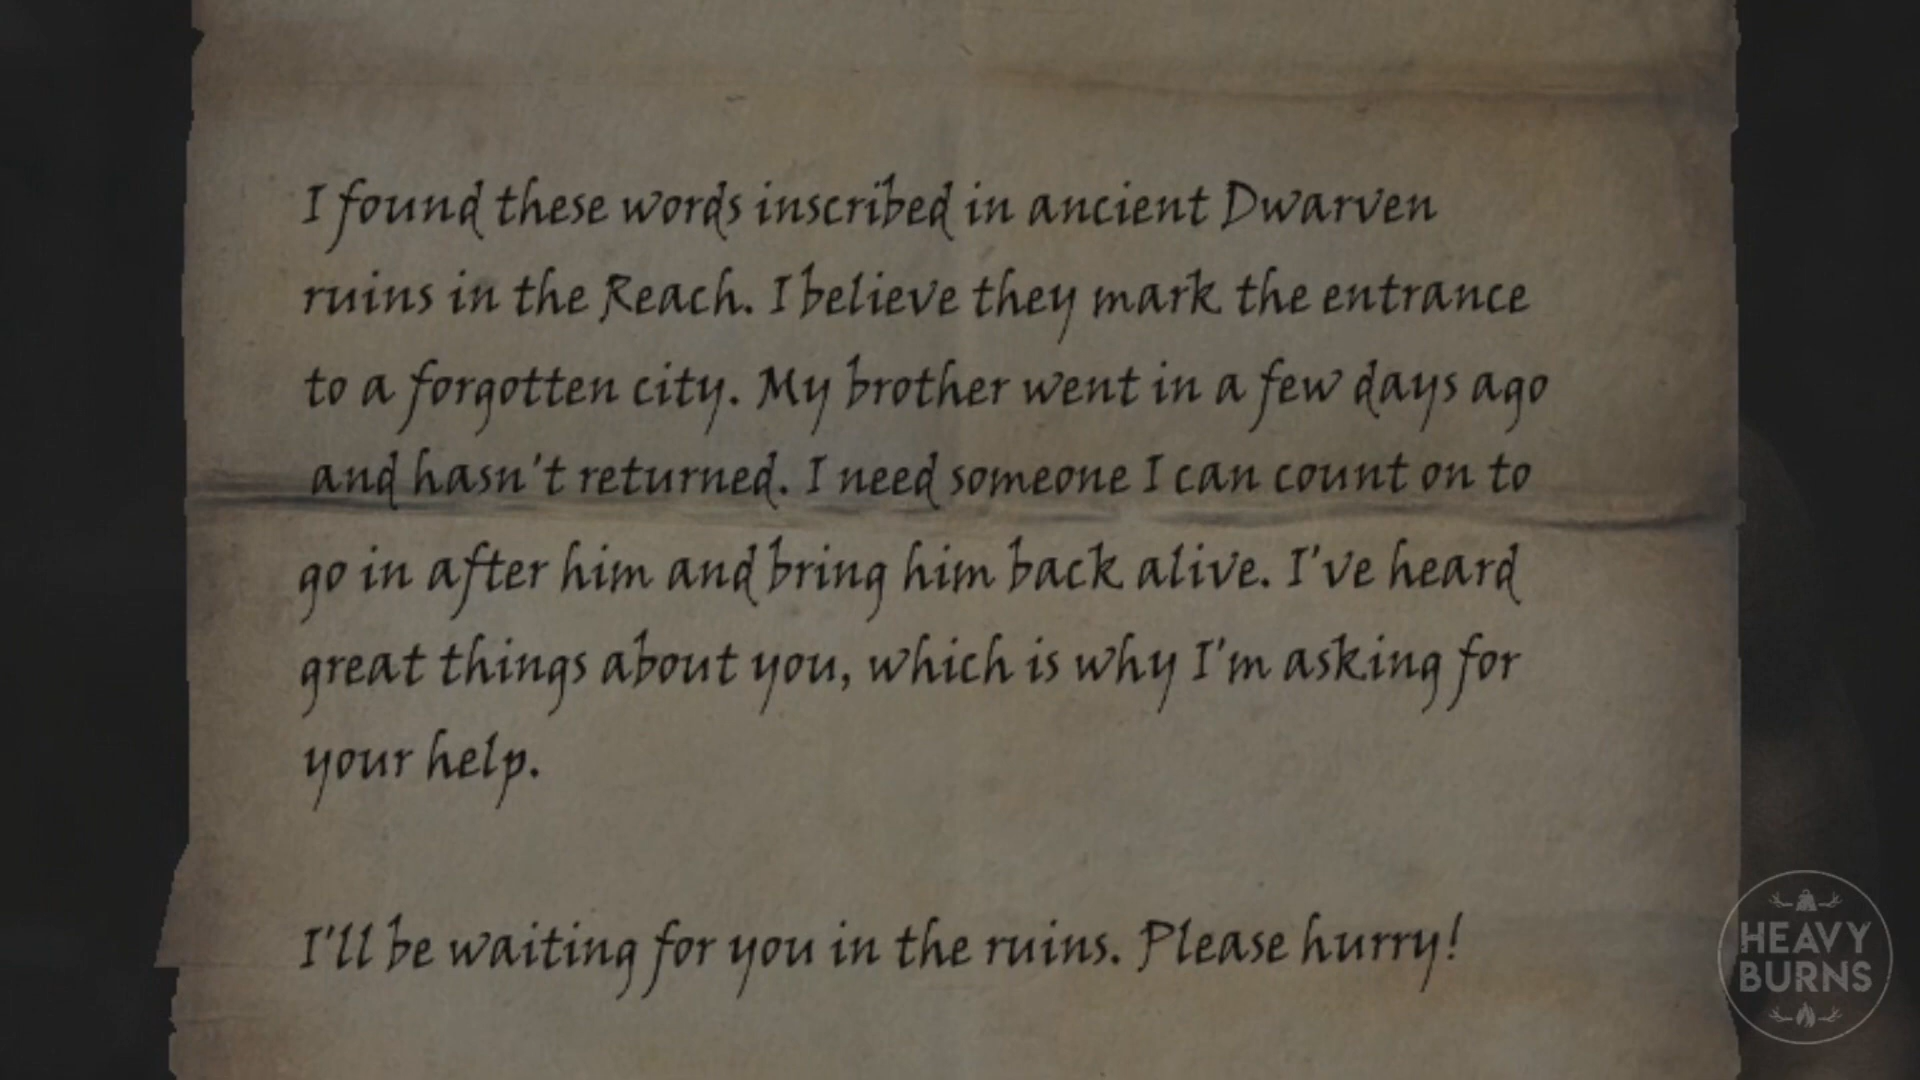 I found these words inscribed in ancient Dwarven
ruins in the Reach. I believe they mark the entrance
to a forgotten city. My brother went in a few days ago
and hasn't returned. I need someone I can count on to
go in after him and bring him back alive. I've heard
great things about you, which is why I'm asking for
your help.
I'll be waiting for you in the ruins. Please hurry!
HEAVY
BURNS